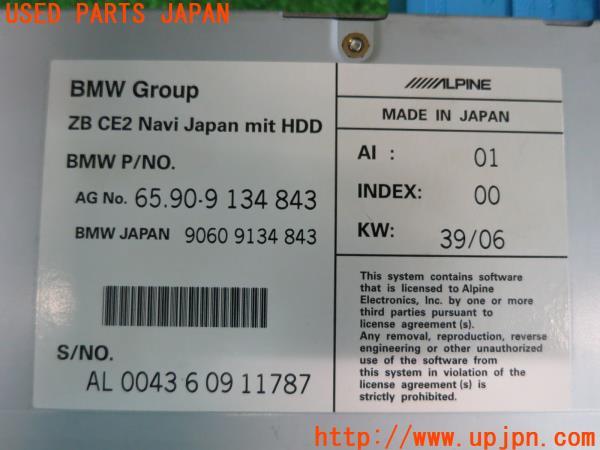 USED PARTS JAPAN
BMW Group
ZB CE2 Navi Japan mit HDD
BMW P/NO.
AG No. 65.90-9 134 843
BMW JAPAN 9060 9134 843
S/NO.
AL 0043 6 09 11787
ALPINE
MADE IN JAPAN
AI : 01
INDEX: 00
KW: 39/06
This system contains software
that is licensed to Alpine
Electronics, Inc. by one or more
third parties pursuant to
license agreement (s).
Any removal, reproduction, reverse
engineering or other unauthorized
use of the software from
this system in violation of the
license agreement (s) is
strictly prohibited.
http://www.upjpn.com/